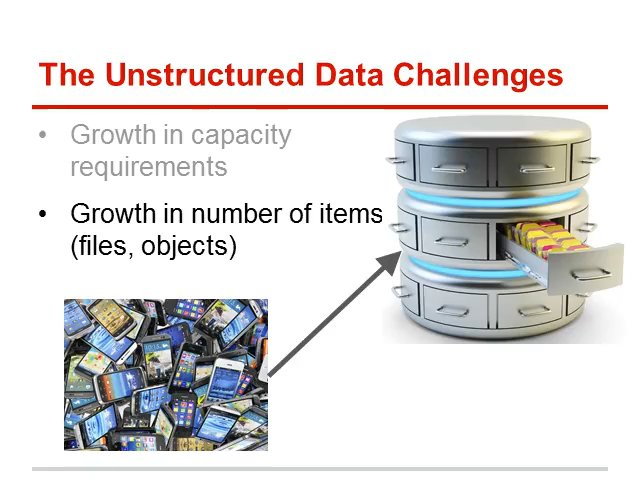 The Unstructured Data Challenges
• Growth in capacity
requirements
• Growth in number of items
(files, objects)